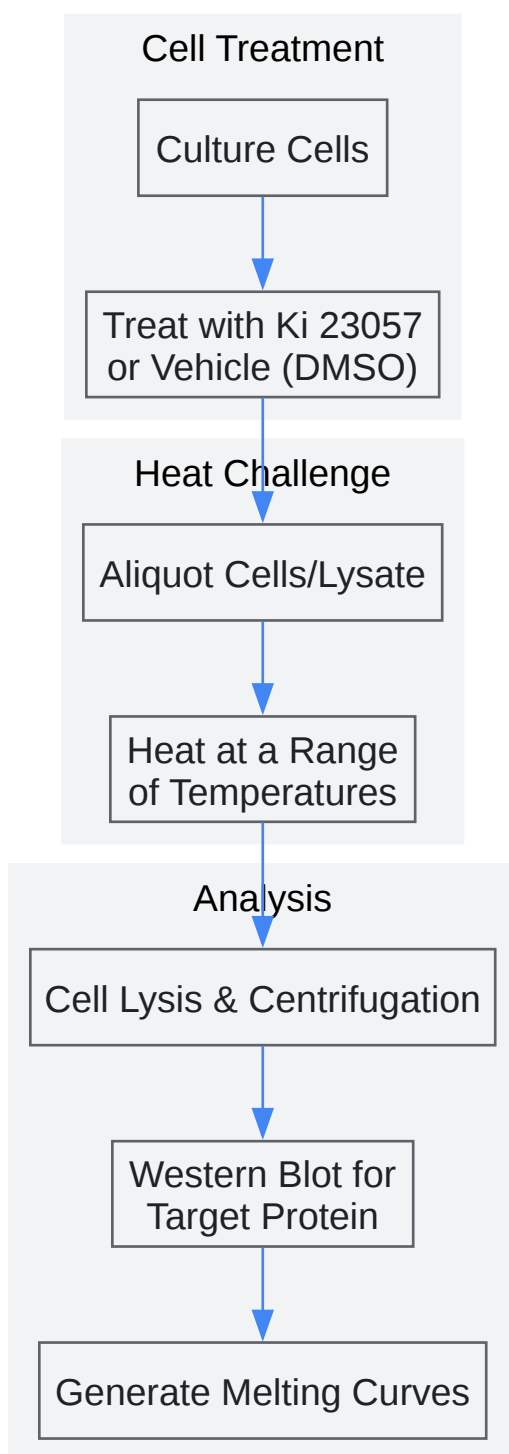 Cell Treatment
Culture Cells
Treat with Ki 23057
or Vehicle (DMSO)
Heat Challenge
Aliquot Cells/Lysate
Heat at a Range
of Temperatures
Analysis
Cell Lysis & Centrifugation
Western Blot for
Target Protein
Generate Melting Curves